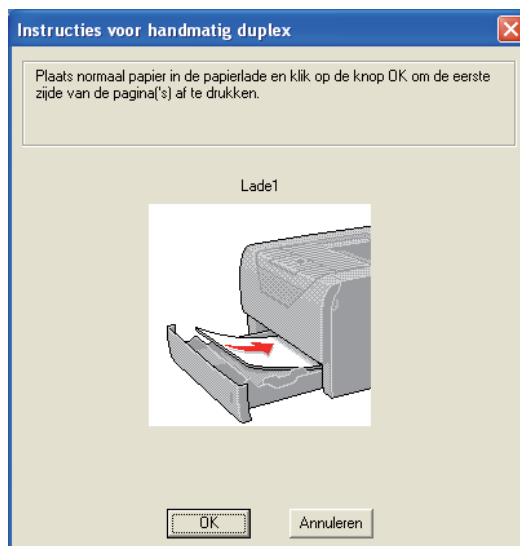 Instructies voor handmatig duplex
Plaats normaal papier in de papierlade en klik op de knop OK om de eerste
zijde van de pagina('s) af te drukken.
Lade1
OK
Annuleren